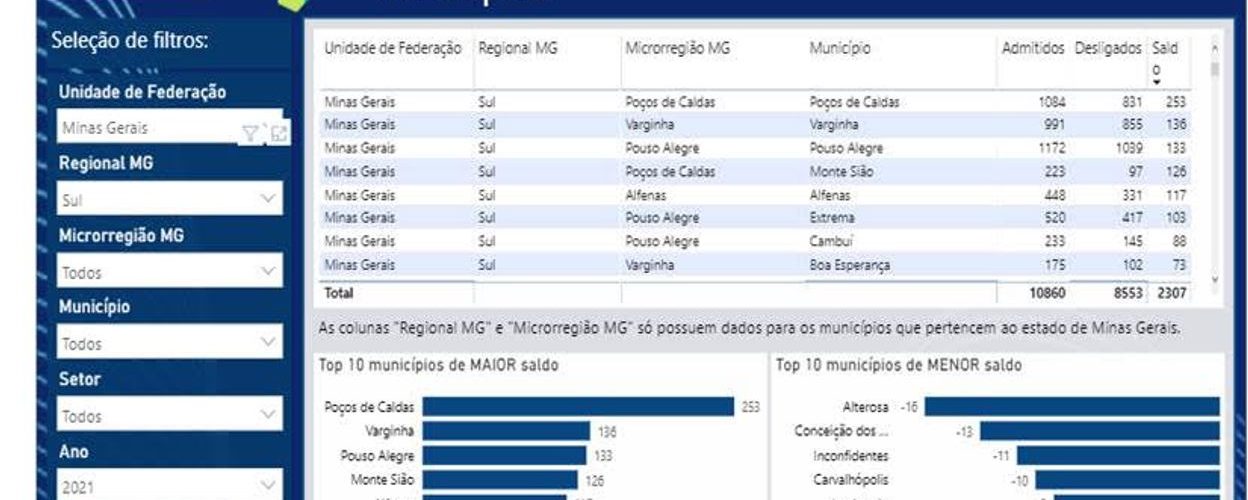 Seleção de filtros:
Unidade de Federação
Minas Gerais
Regional MG
Sul
Microrregião MG
Todos
Município
Todos
Setor
Todos
Ano
2021
Unidade de Federação Regional MG Microrregião MG Município Admitidos Desligados Sald
o
Minas Gerais Sul Poços de Caldas Poços de Caldas 1084 831 253
Minas Gerais Sul Varginha Varginha 991 855 136
Minas Gerais Sul Pouso Alegre Pouso Alegre 1172 1039 133
Minas Gerais Sul Poços de Caldas Monte Sião 223 97 126
Minas Gerais Sul Alfenas Alfenas 448 331 117
Minas Gerais Sul Pouso Alegre Extrema 520 417 103
Minas Gerais Sul Pouso Alegre Cambuí 233 145 88
Minas Gerais Sul Varginha Boa Esperança 175 102 73
Total 10860 8553 2307
As colunas "Regional MG" e "Microrregião MG" só possuem dados para os municípios que pertencem ao estado de Minas Gerais.
Top 10 municípios de MAIOR saldo
Poços de Caldas 253
Varginha 136
Pouso Alegre 133
Monte Sião 126
Top 10 municípios de MENOR saldo
Alterosa -16
Conceição dos ... -13
Inconfidentes -11
Carvalhópolis -10